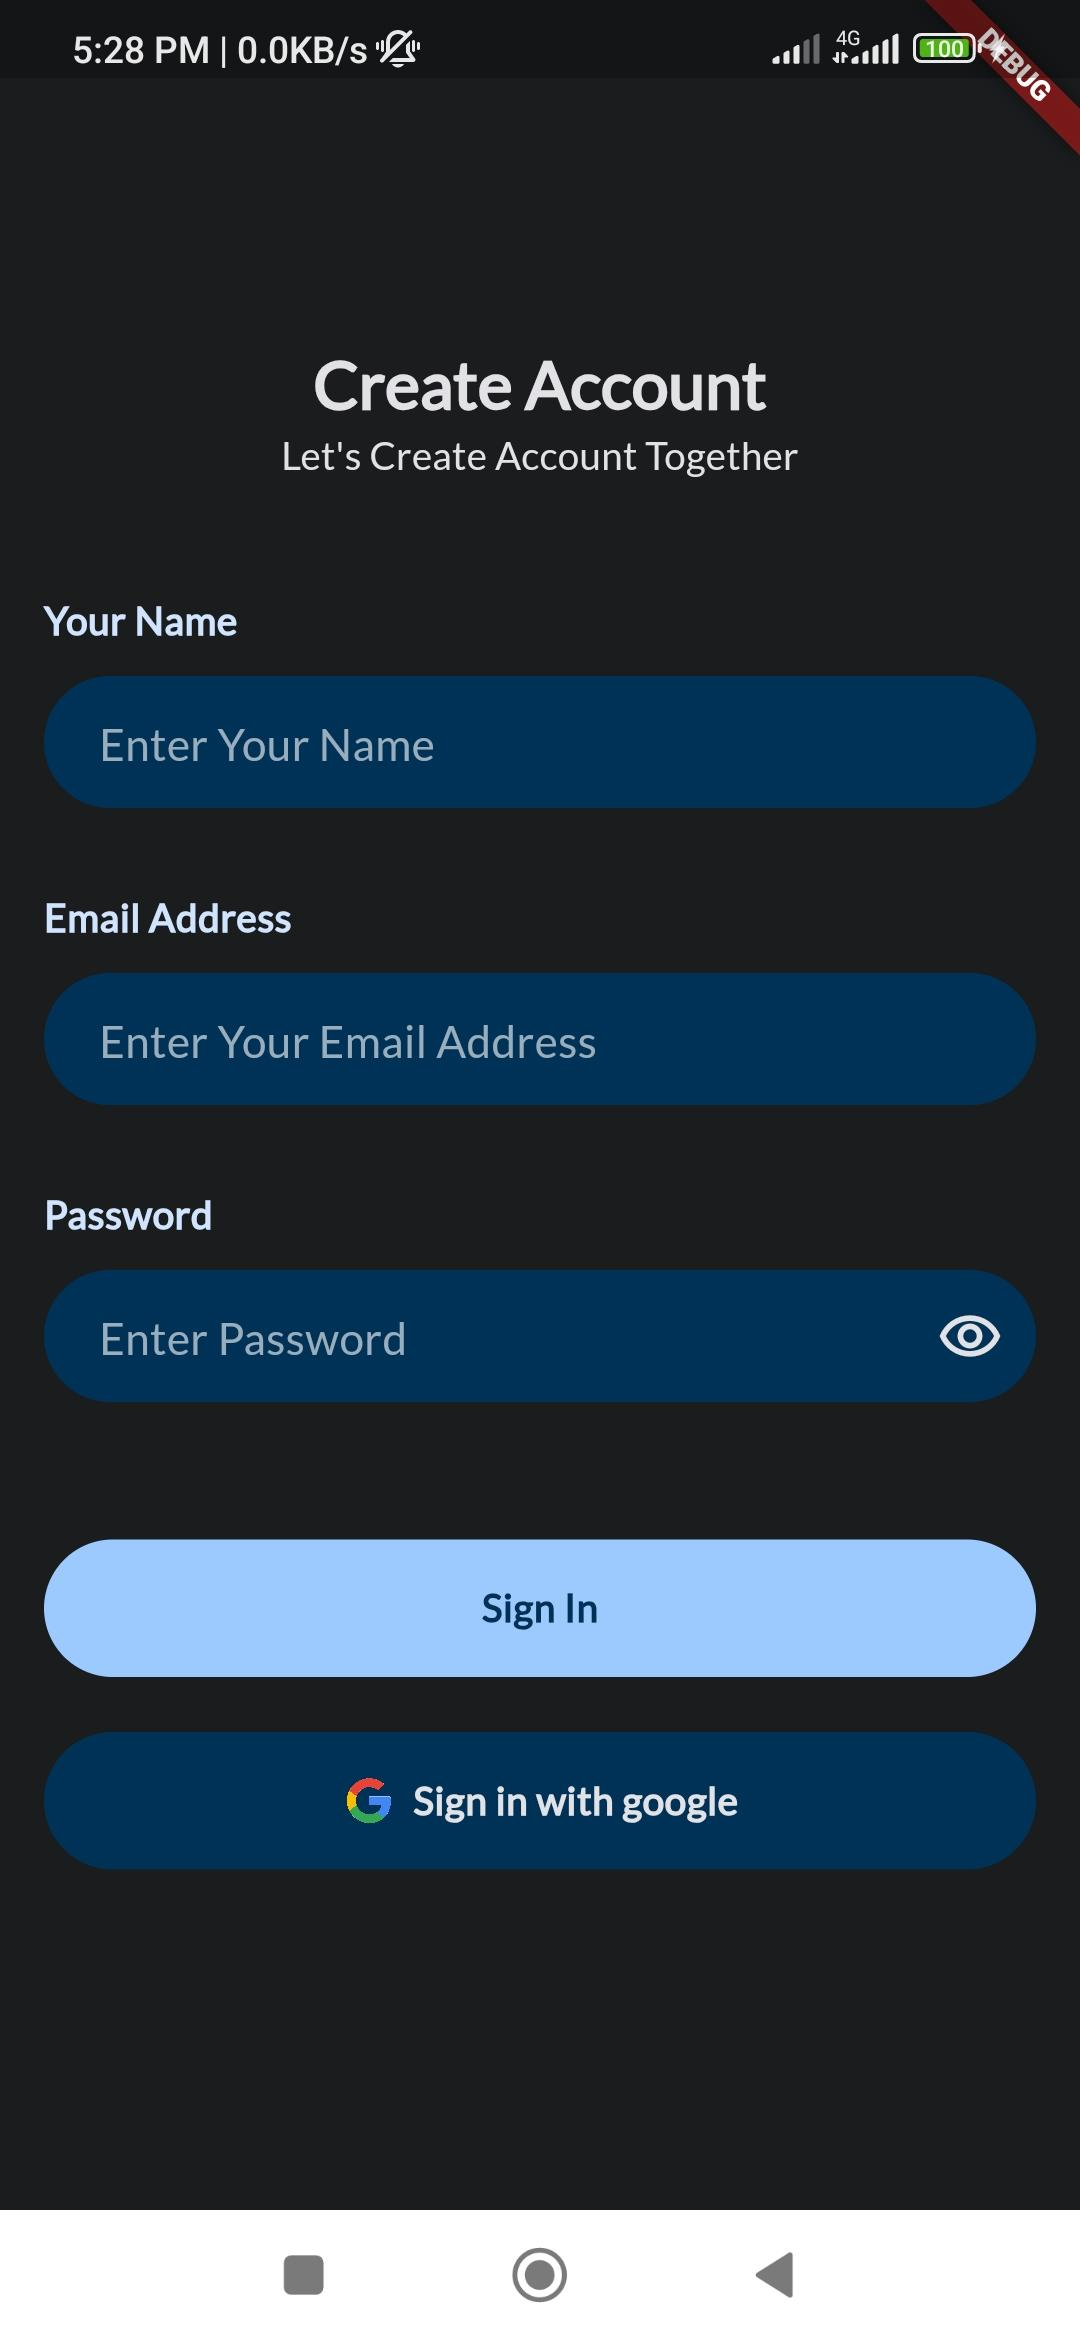 5:28 PM | 0.0KB/s
4G
100
DEBUG
Create Account
Let's Create Account Together
Your Name
Enter Your Name
Email Address
Enter Your Email Address
Password
Enter Password
Sign In
Sign in with google